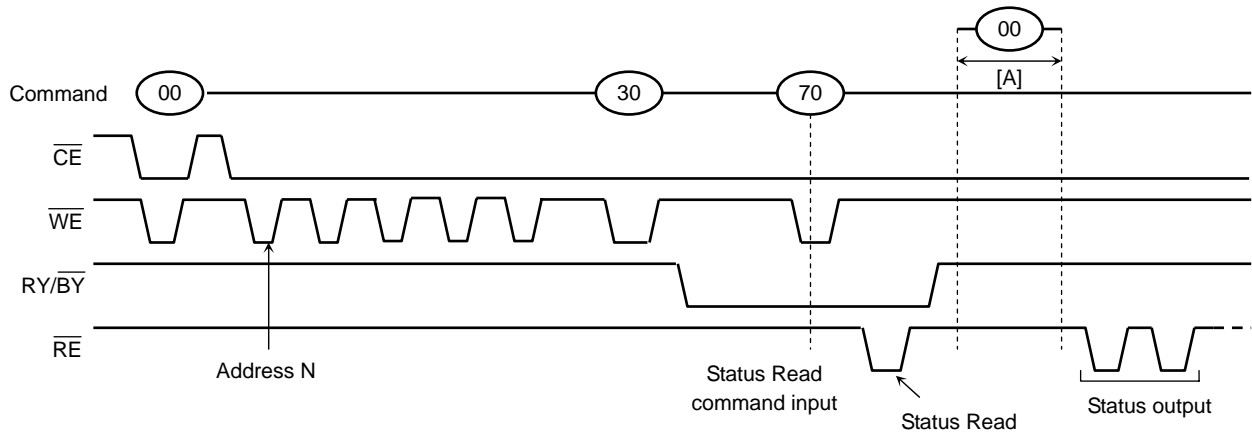 00
[A]
Command 00 30 70
CE
WE
RY/BY
RE
Address N
Status Read
command input
Status Read
Status output